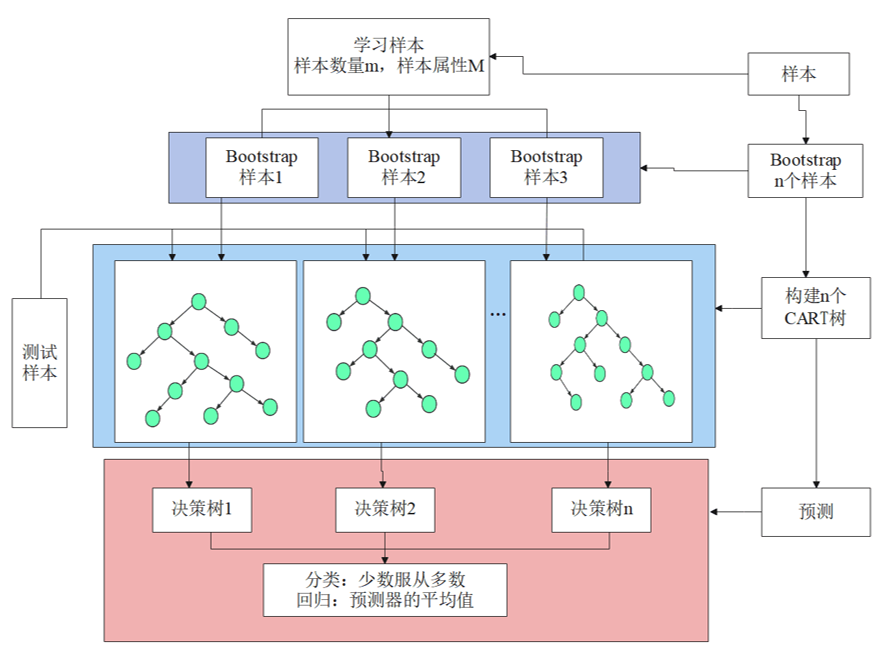 学习样本
样本数量m，样本属性M
样本
Bootstrap
样本1
Bootstrap
样本2
Bootstrap
样本3
Bootstrap
n个样本
测试
样本
...
构建n个
CART树
决策树1
决策树2
决策树n
预测
分类：少数服从多数
回归：预测器的平均值